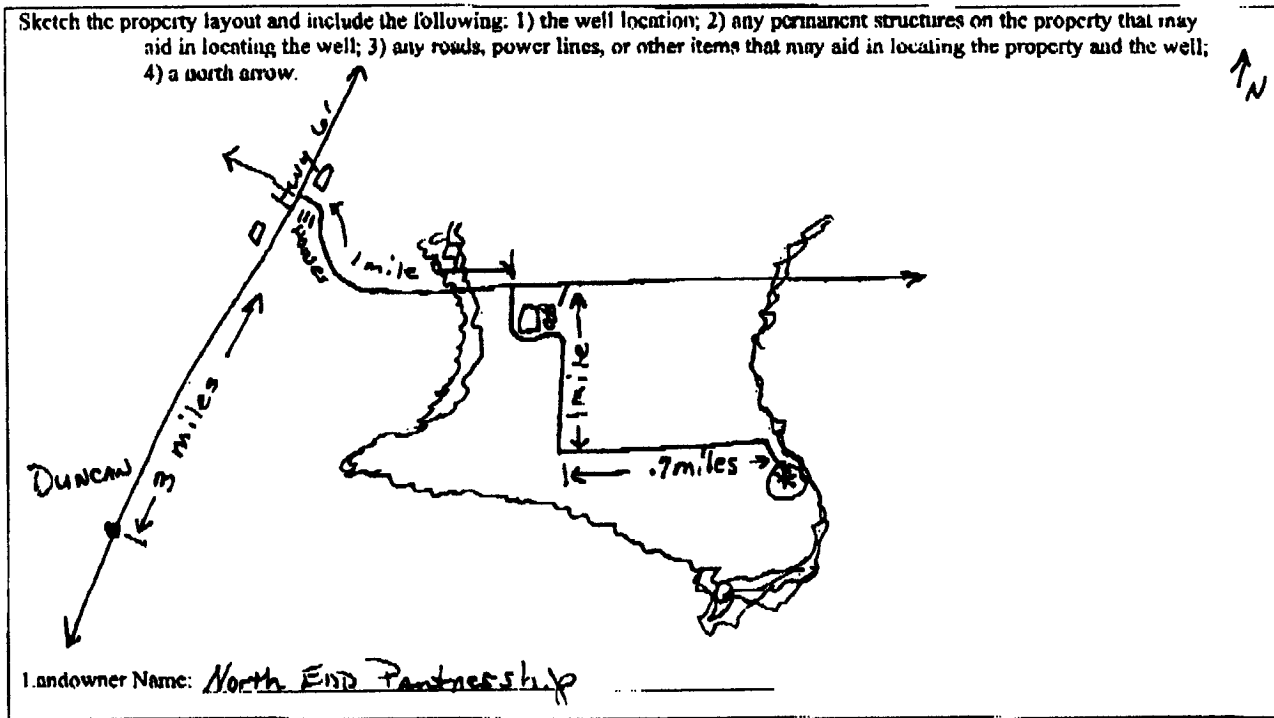 Sketch the property layout and include the following: 1) the well location; 2) any permanent structures on the property that may
aid in locating the well; 3) any roads, power lines, or other items that may aid in locating the property and the well;
4) a north arrow.
N
Hwy 61
1 mile
3 miles
1 mile
.7 miles
DUNCAN
Landowner Name: North End Partnership